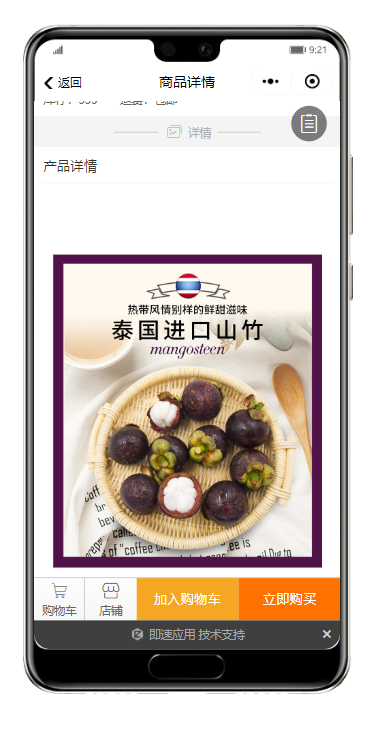 9:21
返回
商品详情
详情
产品详情
热带风情别样的鲜甜滋味
泰国进口山竹
mangosteen
购物车
店铺
加入购物车
立即购买
即速应用 技术支持